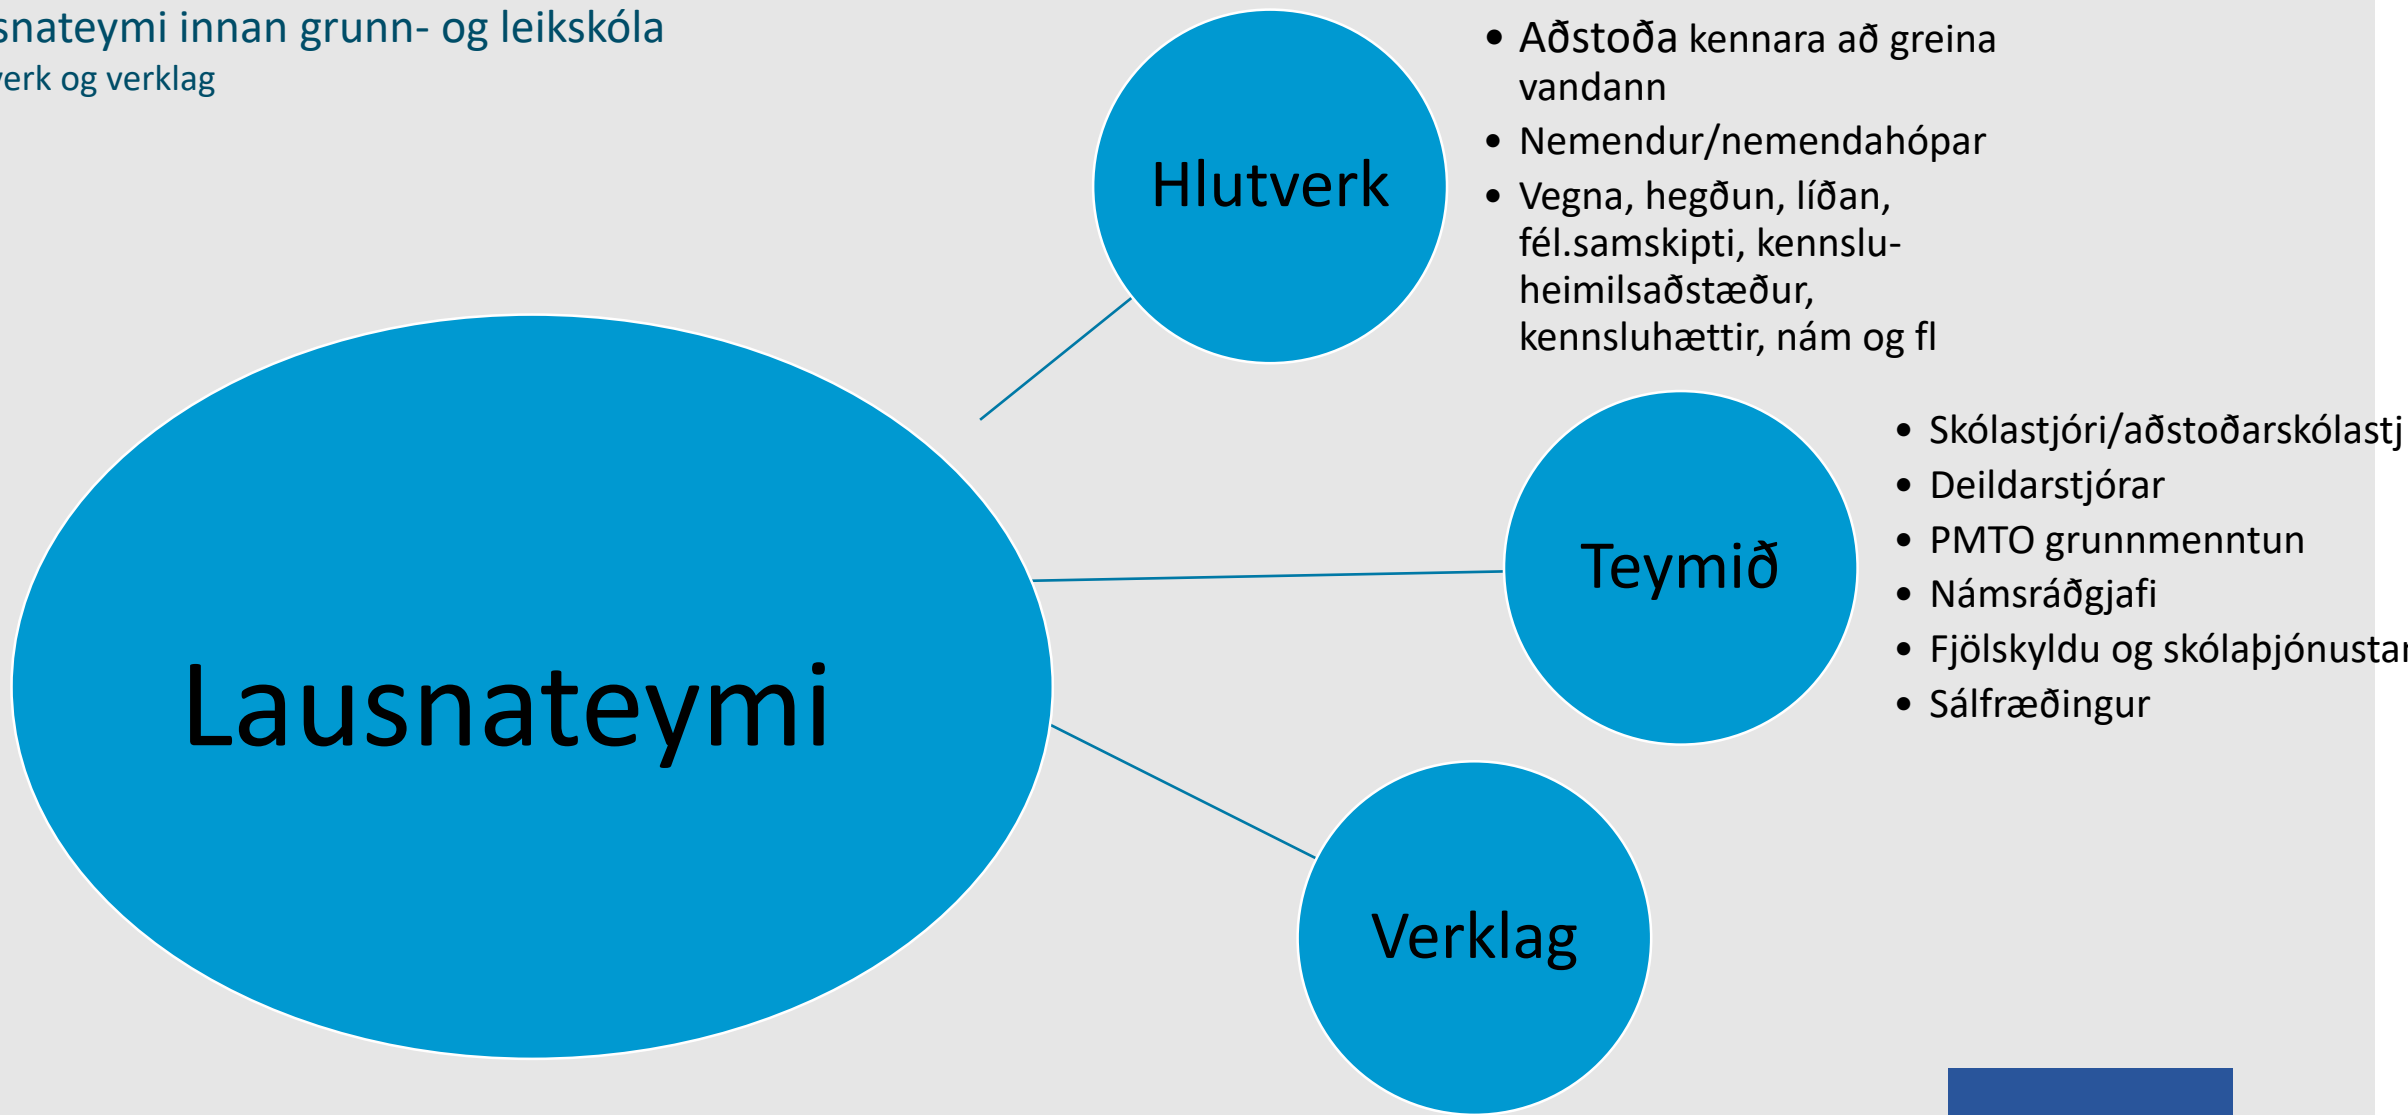 snateymi innan grunn- og leikskóla
verk og verklag
Hlutverk
• Aðstoða kennara að greina
vandann
• Nemendur/nemendahópar
• Vegna, hegðun, líðan,
fél.samskipti, kennslu-
heimilsaðstæður,
kennsluhættir, nám og fl
Teymið
• Skólastjóri/aðstoðarskólastj
• Deildarstjórar
• PMTO grunnmenntun
• Námsráðgjafi
• Fjölskyldu og skólaþjónustan
• Sálfræðingur
Lausnateymi
Verklag